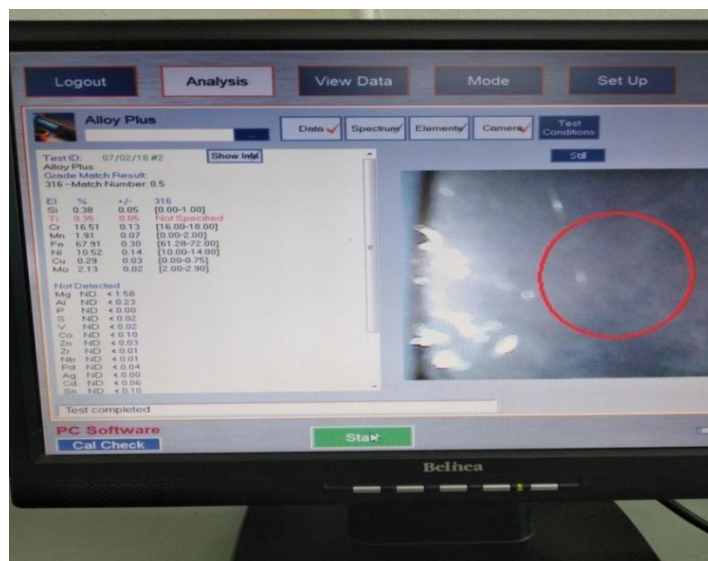 Logout Analysis View Data Mode Set Up
Alloy Plus
Data Spectrum Elements Camera Test Conditions
Test ID: 07/02/18 #2 Show Info
Still
Alloy Plus
Grade Match Result:
316 - Match Number: 0.5
El % +/- 316
Si 0.38 0.05 [0.00-1.00]
Ti 0.35 0.05 Not Specified
Cr 16.51 0.13 [16.00-18.00]
Mn 1.91 0.07 [0.00-2.00]
Fe 67.91 0.30 [61.28-72.00]
Ni 10.52 0.14 [10.00-14.00]
Cu 0.29 0.03 [0.00-0.75]
Mo 2.13 0.02 [2.00-2.90]
Not Detected
Mg ND < 1.58
Al ND < 0.23
P ND < 0.00
S ND < 0.02
V ND < 0.02
Co ND < 0.10
Zn ND < 0.03
Zr ND < 0.01
Nb ND < 0.01
Pd ND < 0.04
Ag ND < 0.00
Cd ND < 0.06
Sn ND < 0.10
Test completed
PC Software
Cal Check
Start
Belinea